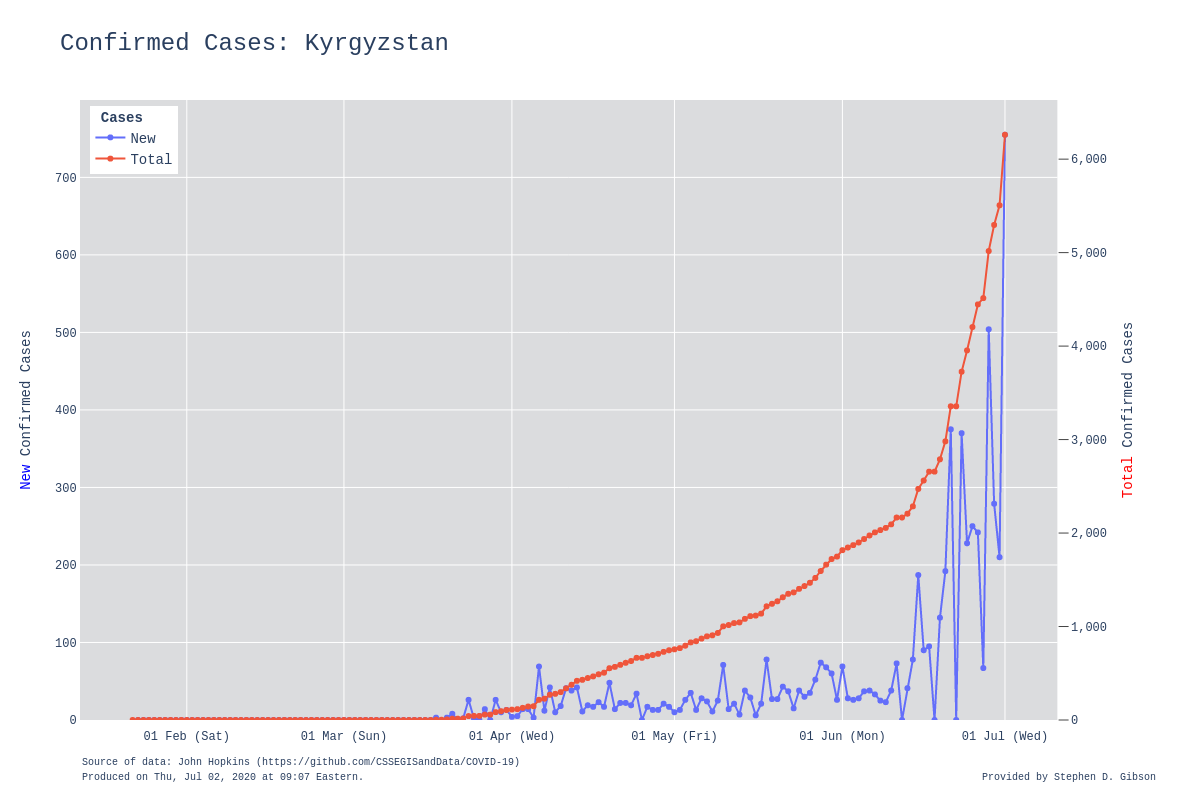 Confirmed Cases: Kyrgyzstan
Cases
New
Total
700
600
500
400
300
200
100
0
6,000
5,000
4,000
3,000
2,000
1,000
0
New Confirmed Cases
Total Confirmed Cases
01 Feb (Sat)
01 Mar (Sun)
01 Apr (Wed)
01 May (Fri)
01 Jun (Mon)
01 Jul (Wed)
Source of data: John Hopkins (https://github.com/CSSEGISandData/COVID-19)
Produced on Thu, Jul 02, 2020 at 09:07 Eastern.
Provided by Stephen D. Gibson